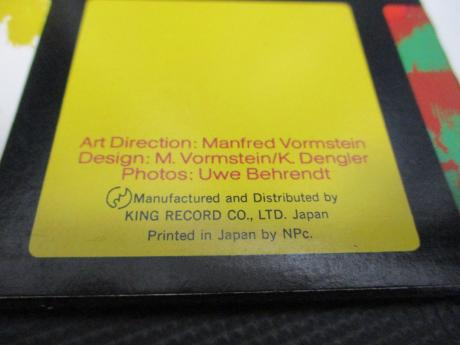 Art Direction: Manfred Vormstein
Design: M. Vormstein/K. Dengler
Photos: Uwe Behrendt
Manufactured and Distributed by
KING RECORD CO., LTD. Japan
Printed in Japan by NPc.